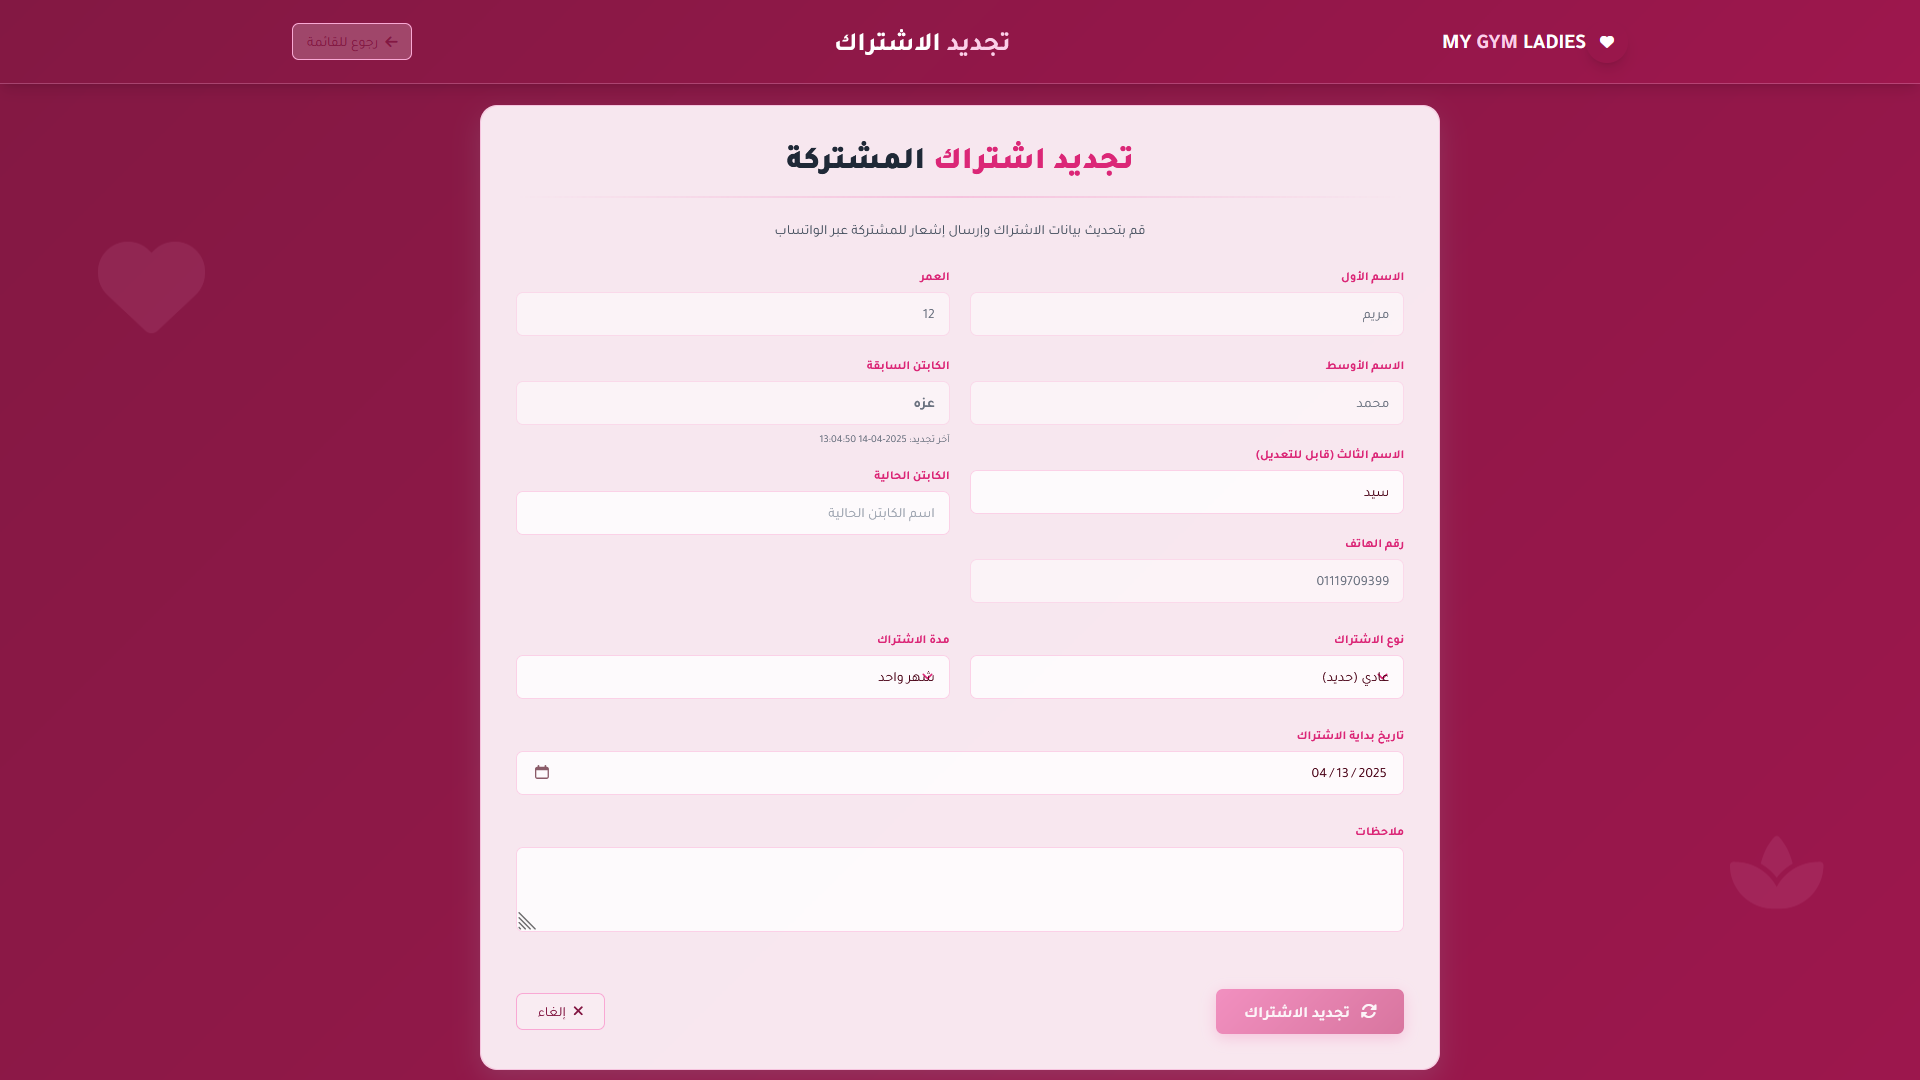 MY GYM LADIES
تجديد الاشتراك
رجوع للقائمة
تجديد اشتراك المشتركة
قم بتحديث بيانات الاشتراك وإرسال إشعار للمشتركة عبر الواتساب
الاسم الأول
مريم
الاسم الأوسط
محمد
الاسم الثالث (قابل للتعديل)
سيد
رقم الهاتف
01119709399
العمر
12
الكابتن السابقة
عزه
آخر تجديد: 2025-04-14 13:04:50
الكابتن الحالية
اسم الكابتن الحالية
نوع الاشتراك
عادي (حديد)
مدة الاشتراك
شهر واحد
تاريخ بداية الاشتراك
04/13/2025
ملاحظات
تجديد الاشتراك
إلغاء